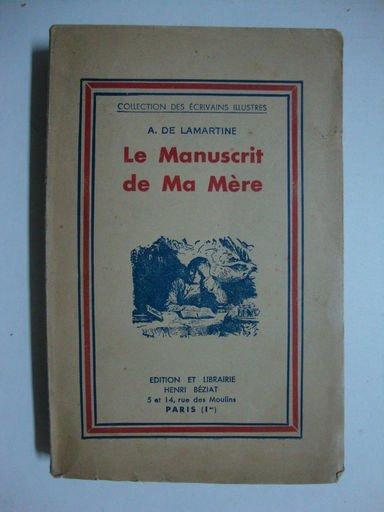 COLLECTION DES ÉCRIVAINS ILLUSTRES
A. DE LAMARTINE
Le Manuscrit
de Ma Mère
EDITION ET LIBRAIRIE
HENRI BÉZIAT
5 et 14, rue des Moulins
PARIS (Ier)